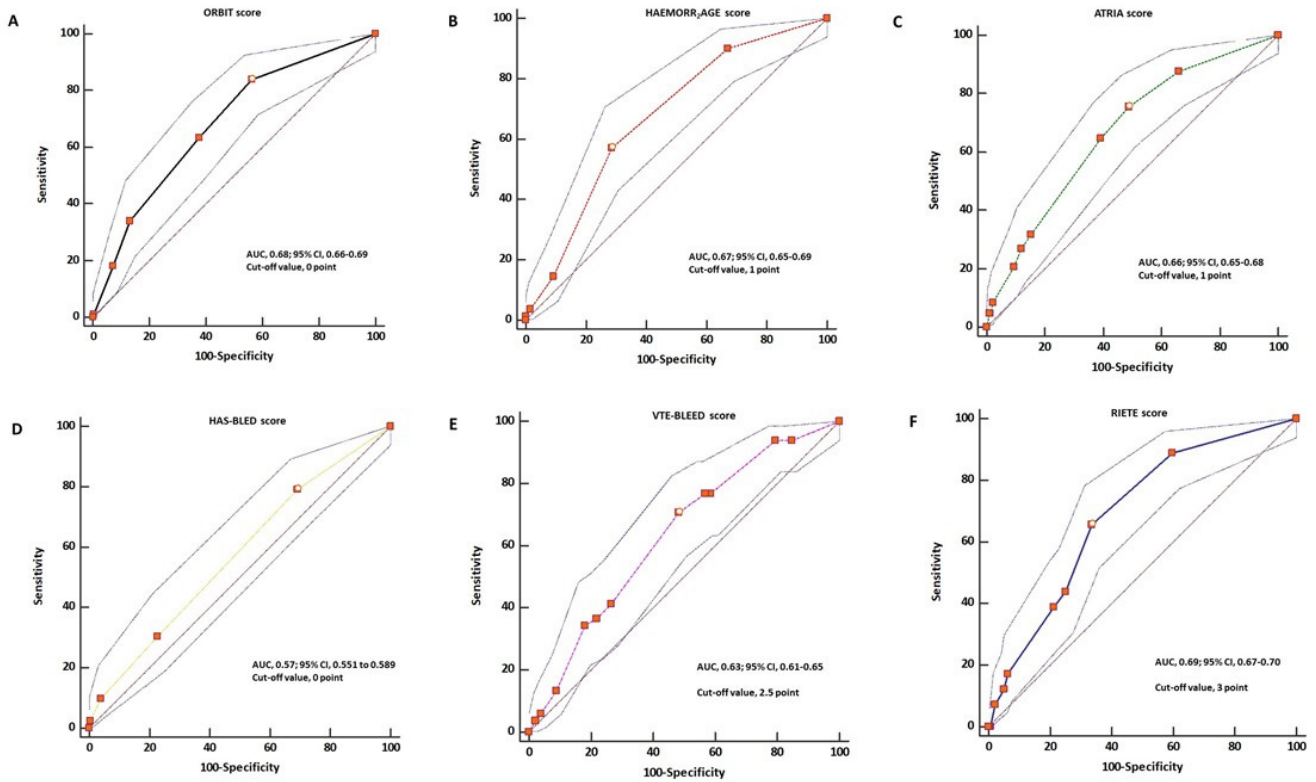 A
ORBIT score
100
80
60
40
20
0
Sensitivity
AUC, 0.68; 95% CI, 0.66-0.69
Cut-off value, 0 point
0 20 40 60 80 100
100-Specificity
B
HAEMORR₂AGE score
100
80
60
40
20
0
Sensitivity
AUC, 0.67; 95% CI, 0.65-0.69
Cut-off value, 1 point
0 20 40 60 80 100
100-Specificity
C
ATRIA score
100
80
60
40
20
0
Sensitivity
AUC, 0.66; 95% CI, 0.65-0.68
Cut-off value, 1 point
0 20 40 60 80 100
100-Specificity
D
HAS-BLED score
100
80
60
40
20
0
Sensitivity
AUC, 0.57; 95% CI, 0.551 to 0.589
Cut-off value, 0 point
0 20 40 60 80 100
100-Specificity
E
VTE-BLEED score
100
80
60
40
20
0
Sensitivity
AUC, 0.63; 95% CI, 0.61-0.65
Cut-off value, 2.5 point
0 20 40 60 80 100
100-Specificity
F
RIETE score
100
80
60
40
20
0
Sensitivity
AUC, 0.69; 95% CI, 0.67-0.70
Cut-off value, 3 point
0 20 40 60 80 100
100-Specificity